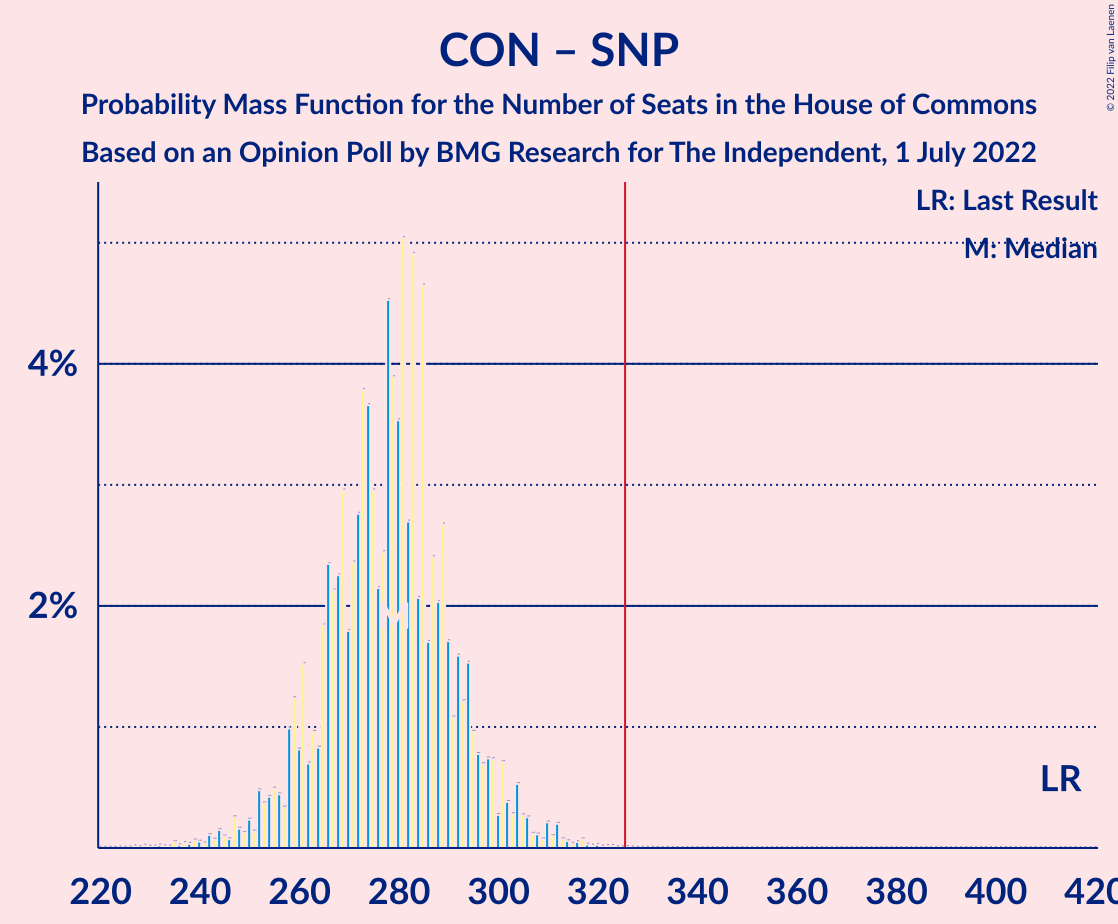 CON – SNP
Probability Mass Function for the Number of Seats in the House of Commons
Based on an Opinion Poll by BMG Research for The Independent, 1 July 2022
© 2022 Filip van Laenen
LR: Last Result
M: Median
4%
2%
LR
220 240 260 280 300 320 340 360 380 400 420